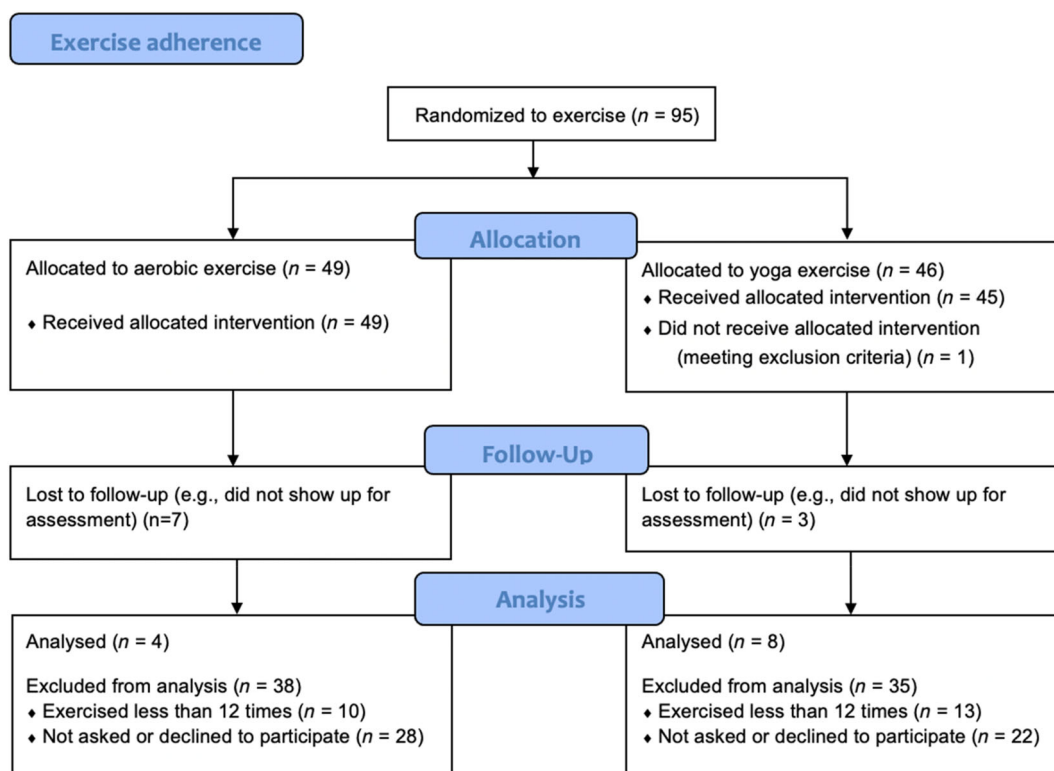 Exercise adherence
Randomized to exercise (n = 95)
Allocation
Allocated to aerobic exercise (n = 49)
♦ Received allocated intervention (n = 49)
Allocated to yoga exercise (n = 46)
♦ Received allocated intervention (n = 45)
♦ Did not receive allocated intervention
(meeting exclusion criteria) (n = 1)
Follow-Up
Lost to follow-up (e.g., did not show up for
assessment) (n=7)
Lost to follow-up (e.g., did not show up for
assessment) (n = 3)
Analysis
Analysed (n = 4)
Excluded from analysis (n = 38)
♦ Exercised less than 12 times (n = 10)
♦ Not asked or declined to participate (n = 28)
Analysed (n = 8)
Excluded from analysis (n = 35)
♦ Exercised less than 12 times (n = 13)
♦ Not asked or declined to participate (n = 22)